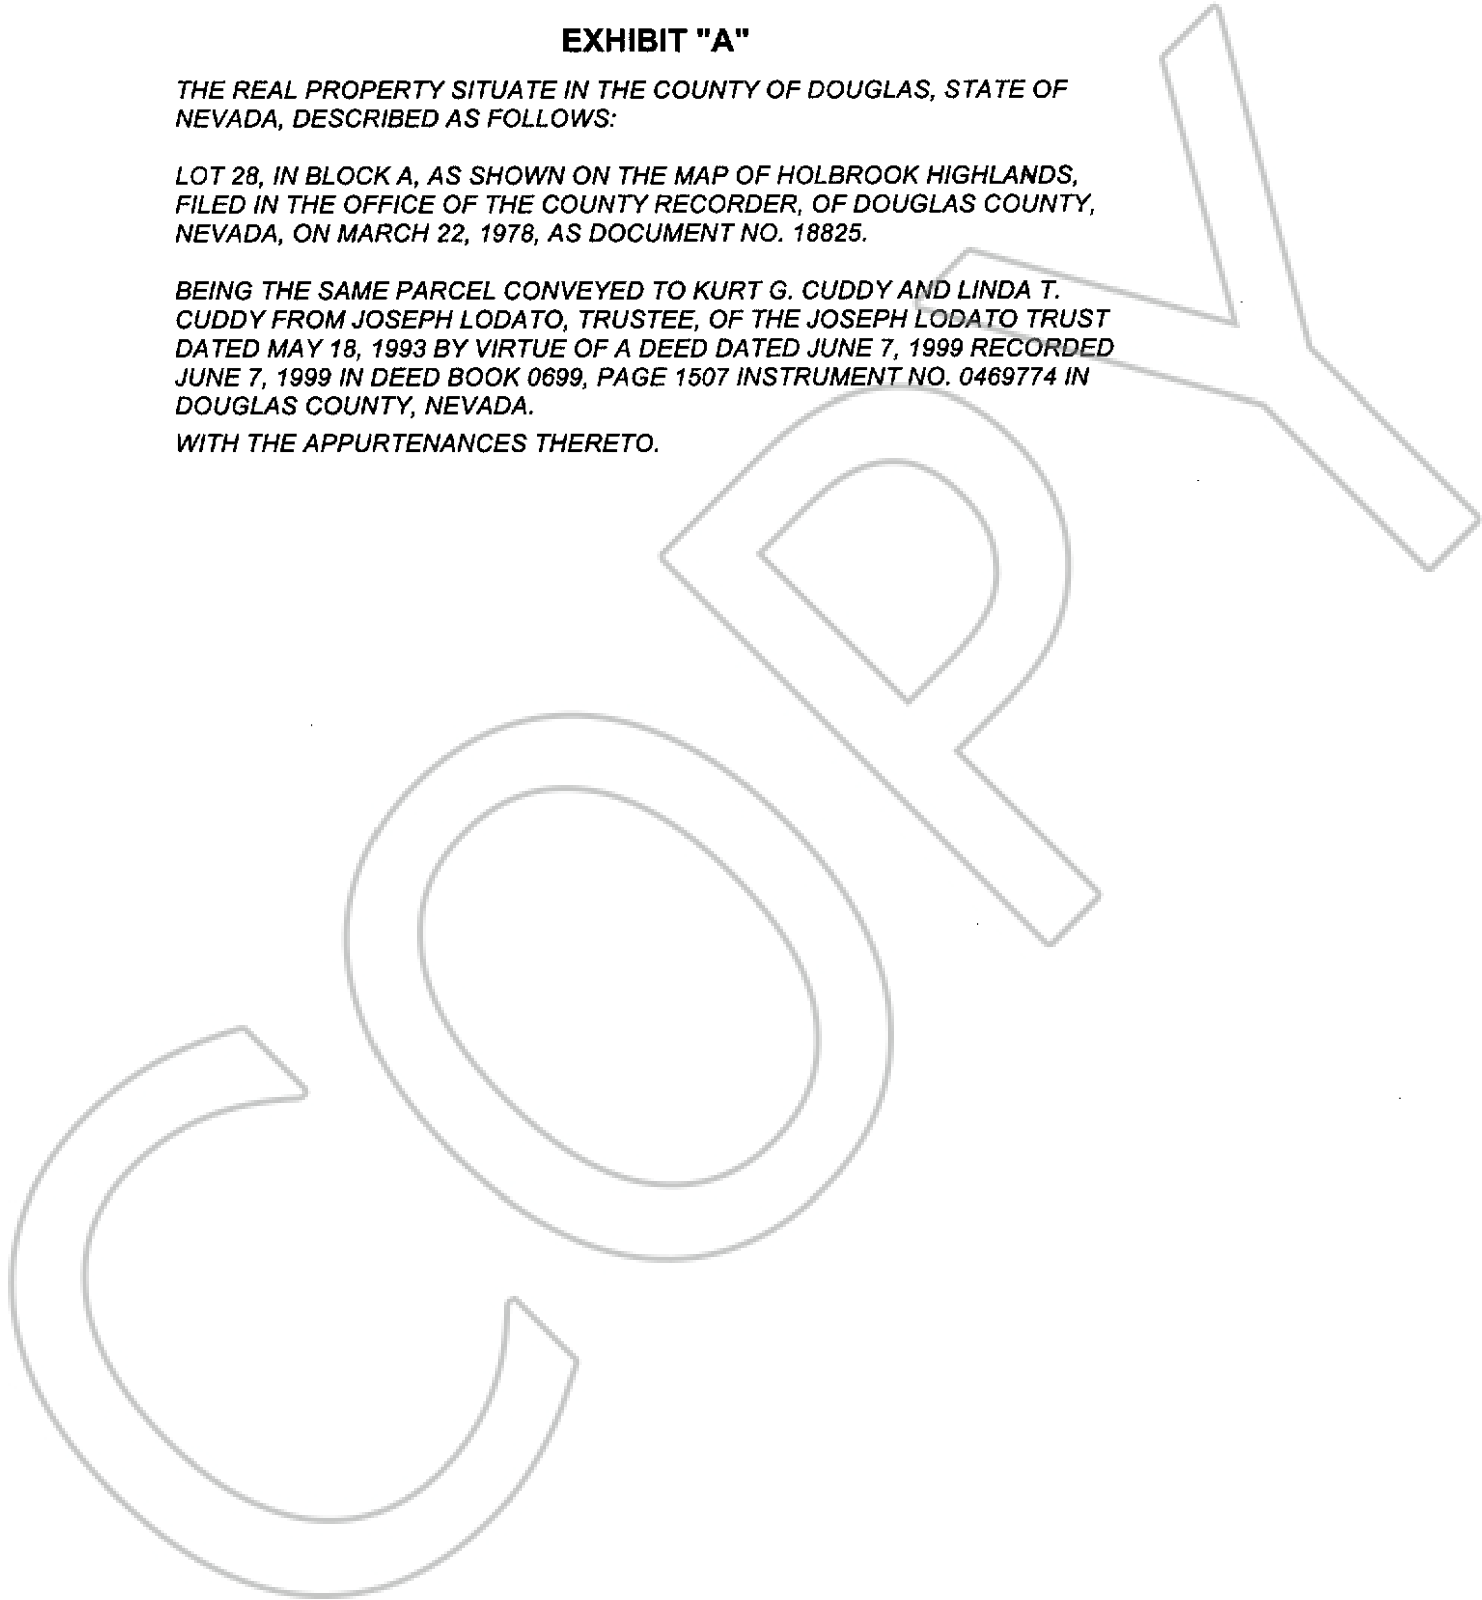 EXHIBIT "A"
THE REAL PROPERTY SITUATE IN THE COUNTY OF DOUGLAS, STATE OF
NEVADA, DESCRIBED AS FOLLOWS:
LOT 28, IN BLOCK A, AS SHOWN ON THE MAP OF HOLBROOK HIGHLANDS,
FILED IN THE OFFICE OF THE COUNTY RECORDER, OF DOUGLAS COUNTY,
NEVADA, ON MARCH 22, 1978, AS DOCUMENT NO. 18825.
BEING THE SAME PARCEL CONVEYED TO KURT G. CUDDY AND LINDA T.
CUDDY FROM JOSEPH LODATO, TRUSTEE, OF THE JOSEPH LODATO TRUST
DATED MAY 18, 1993 BY VIRTUE OF A DEED DATED JUNE 7, 1999 RECORDED
JUNE 7, 1999 IN DEED BOOK 0699, PAGE 1507 INSTRUMENT NO. 0469774 IN
DOUGLAS COUNTY, NEVADA.
WITH THE APPURTENANCES THERETO.
COPY